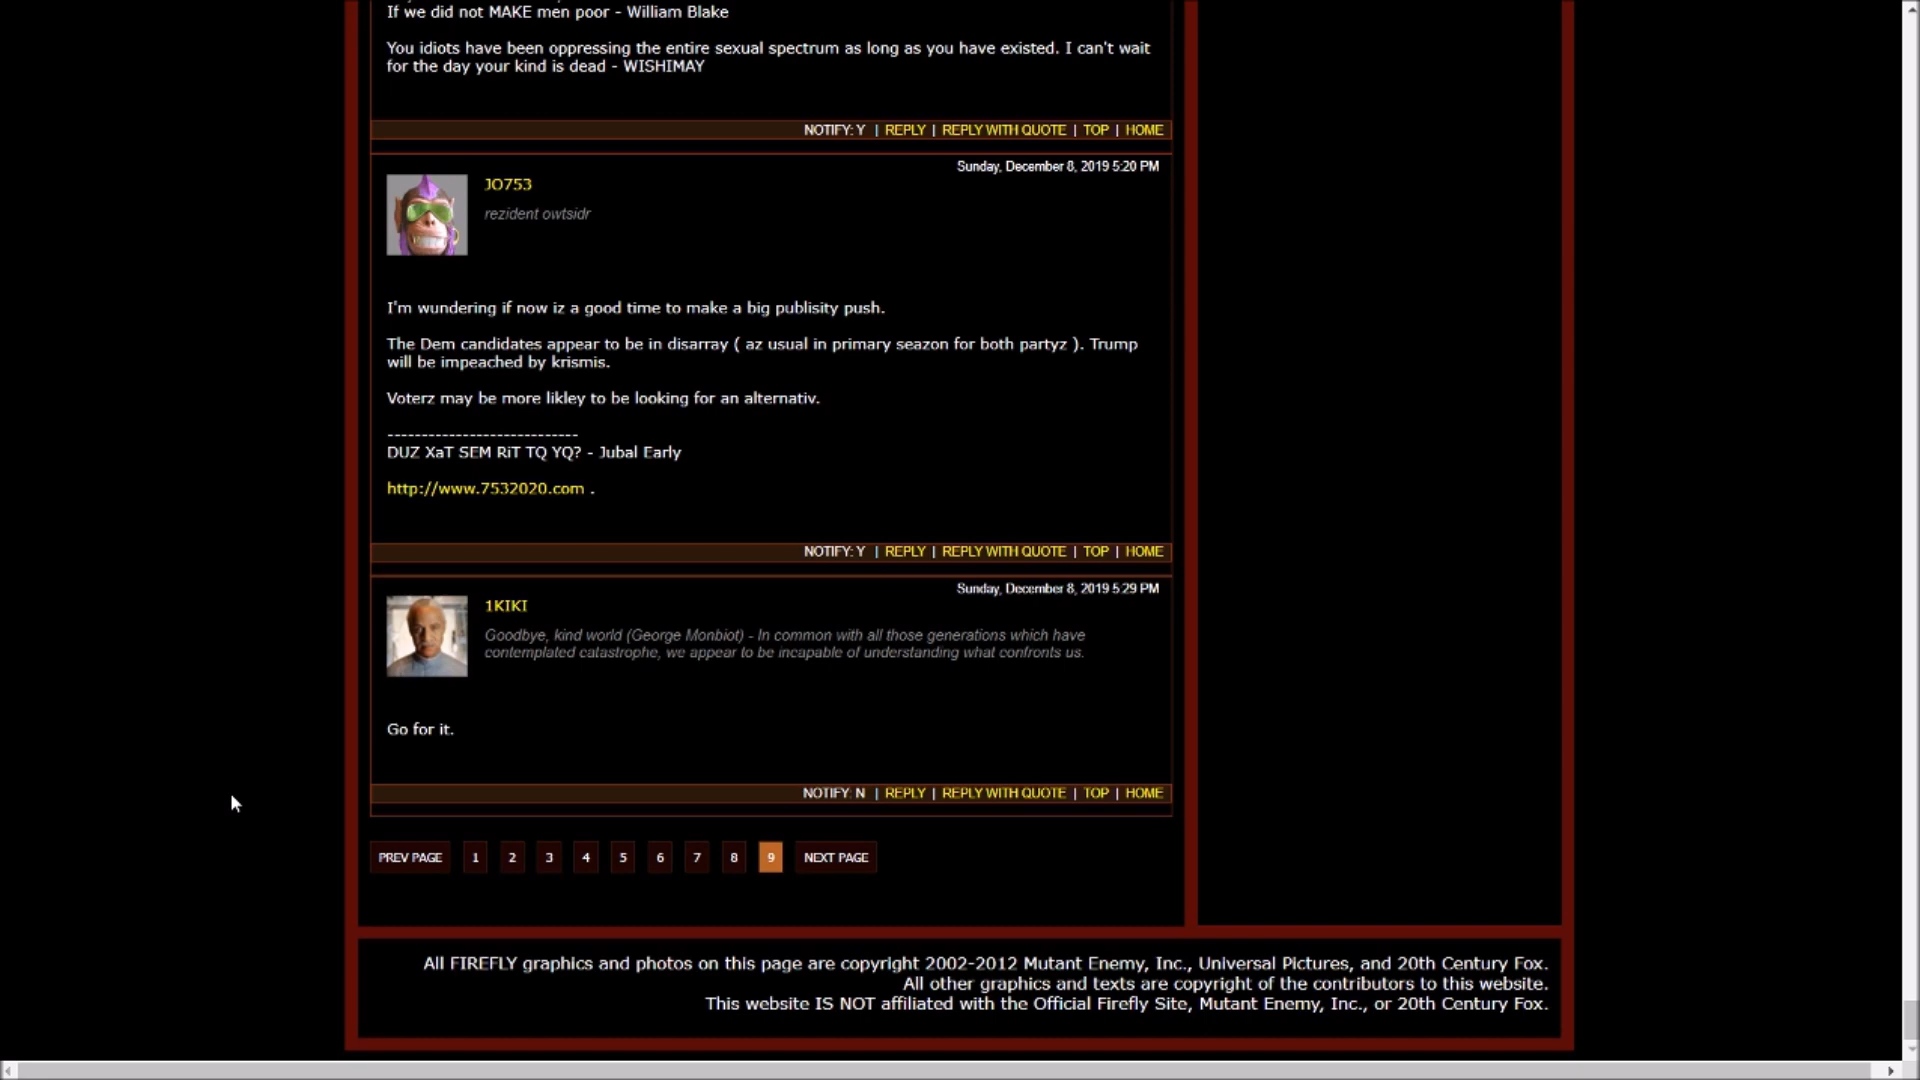 If we did not MAKE men poor - William Blake
You idiots have been oppressing the entire sexual spectrum as long as you have existed. I can't wait
for the day your kind is dead - WISHIMAY
NOTIFY: Y | REPLY | REPLY WITH QUOTE | TOP | HOME
Sunday, December 8, 2019 5:20 PM
JO753
rezident owtsidr
I'm wundering if now iz a good time to make a big publisity push.
The Dem candidates appear to be in disarray ( az usual in primary seazon for both partyz ). Trump
will be impeached by krismis.
Voterz may be more likley to be looking for an alternativ.
----------------------------
DUZ XaT SEM RiT TQ YQ? - Jubal Early
http://www.7532020.com .
NOTIFY: Y | REPLY | REPLY WITH QUOTE | TOP | HOME
Sunday, December 8, 2019 5:29 PM
1KIKI
Goodbye, kind world (George Monbiot) - In common with all those generations which have
contemplated catastrophe, we appear to be incapable of understanding what confronts us.
Go for it.
NOTIFY: N | REPLY | REPLY WITH QUOTE | TOP | HOME
PREV PAGE 1 2 3 4 5 6 7 8 9 NEXT PAGE
All FIREFLY graphics and photos on this page are copyright 2002-2012 Mutant Enemy, Inc., Universal Pictures, and 20th Century Fox.
All other graphics and texts are copyright of the contributors to this website.
This website IS NOT affiliated with the Official Firefly Site, Mutant Enemy, Inc., or 20th Century Fox.